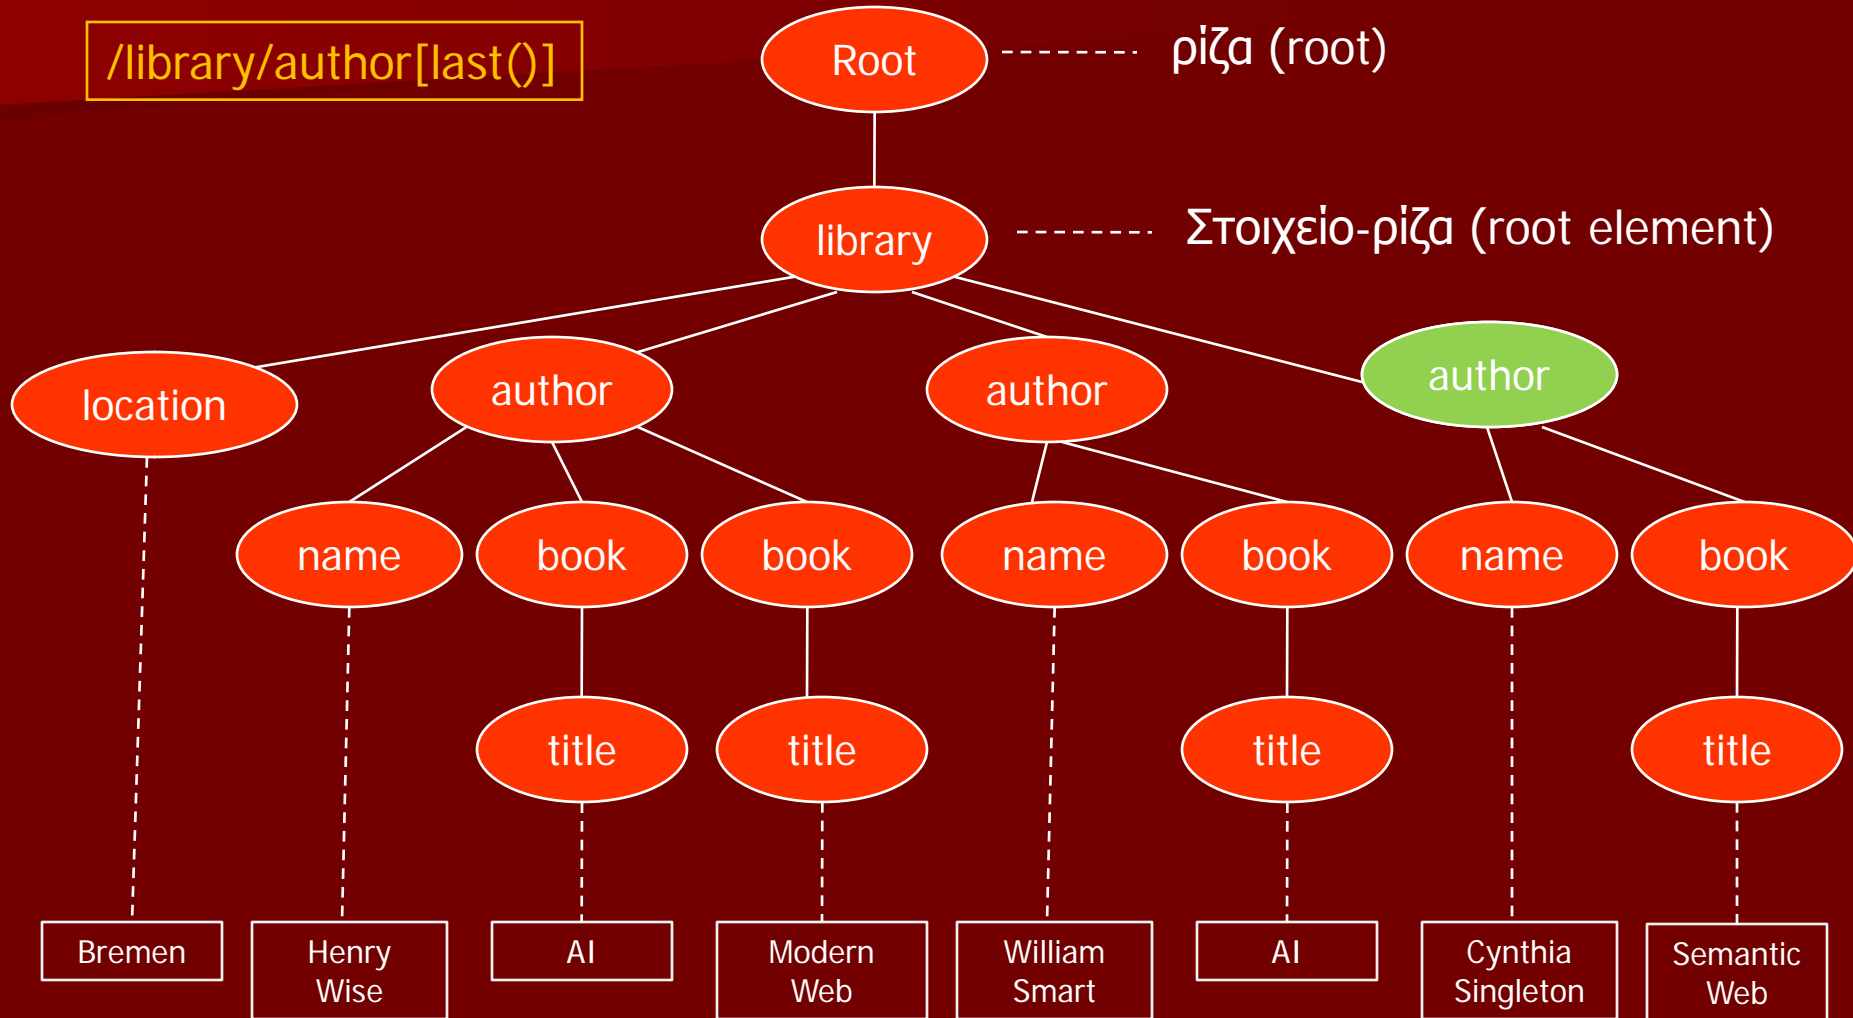 /library/author[last()]
Root
ρίζα (root)
library
Στοιχείο-ρίζα (root element)
location
author
author
author
name
book
book
name
book
name
book
title
title
title
title
Bremen
Henry
Wise
AI
Modern
Web
William
Smart
AI
Cynthia
Singleton
Semantic
Web